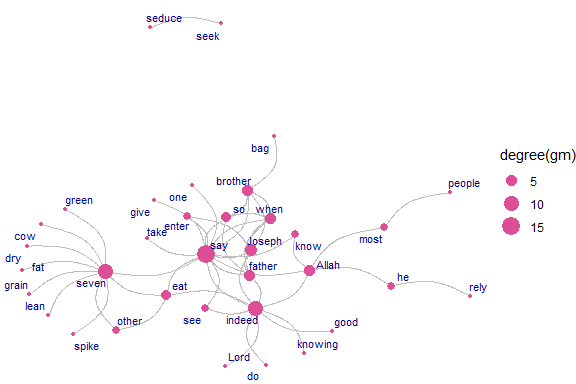 seduce
seek
bag
brother
people
degree(gm)
5
10
15
green
one
give
so
when
enter
take
cow
say
Joseph
know
most
dry
fat
father
Allah
seven
eat
he
rely
grain
lean
see
indeed
good
other
spike
knowing
Lord
do